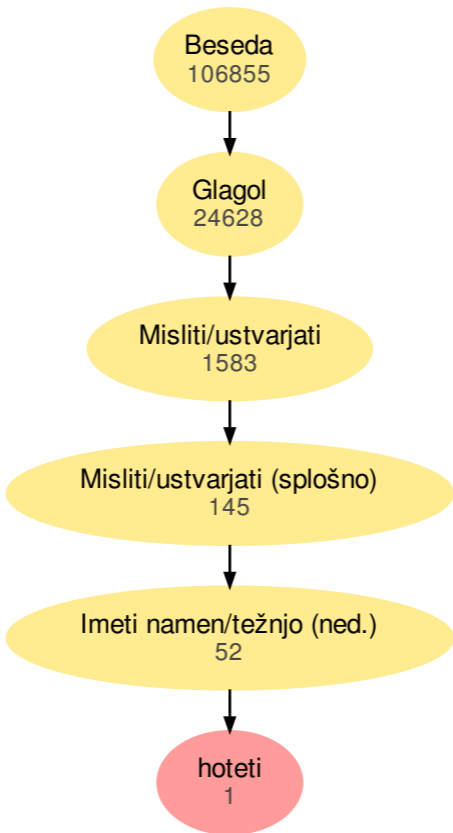 Beseda
106855
Glagol
24628
Misliti/ustvarjati
1583
Misliti/ustvarjati (splošno)
145
Imeti namen/težnjo (ned.)
52
hoteti
1